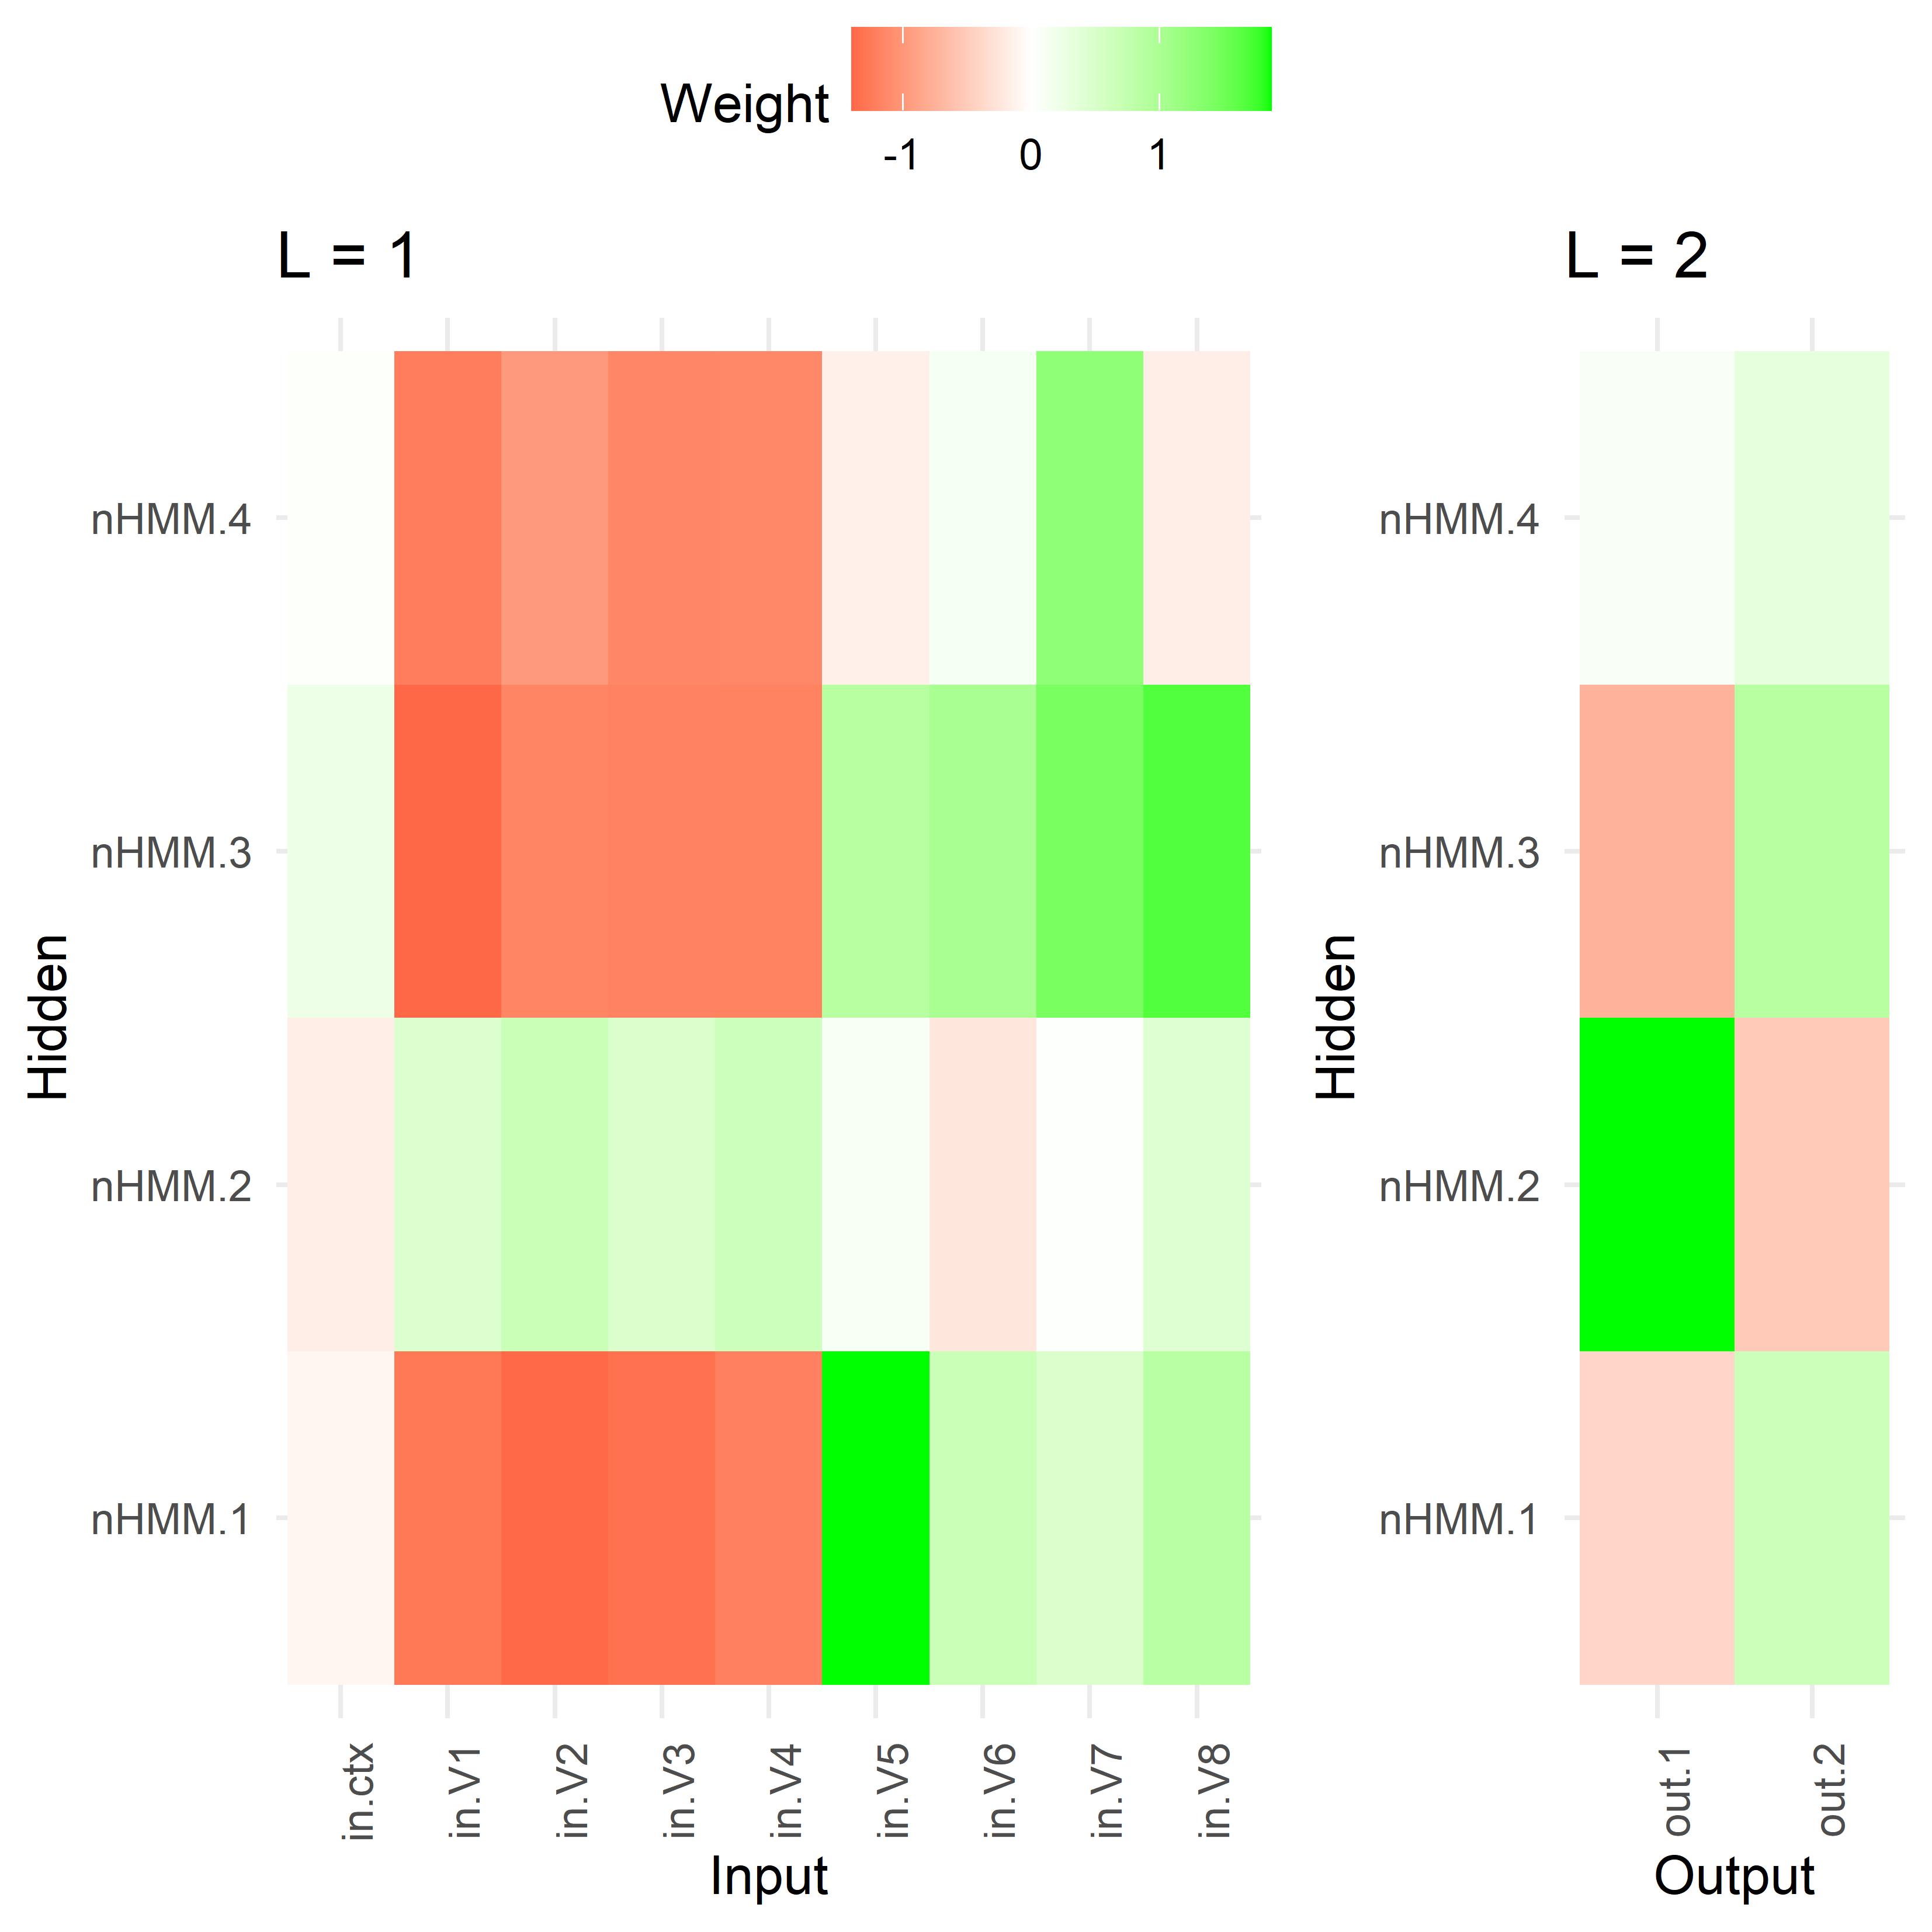 Weight
-1 0 1
L = 1
L = 2
nHMM.4
nHMM.3
nHMM.2
nHMM.1
Hidden
in.ctx
in.V1
in.V2
in.V3
in.V4
in.V5
in.V6
in.V7
in.V8
Input
nHMM.4
nHMM.3
nHMM.2
nHMM.1
Hidden
out.1
out.2
Output